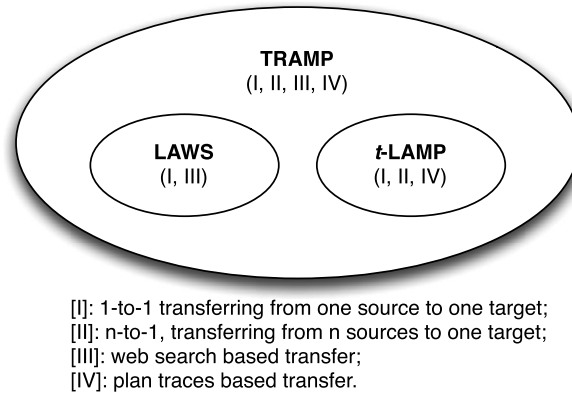 TRAMP
(I, II, III, IV)
LAWS
(I, III)
t-LAMP
(I, II, IV)
[I]: 1-to-1 transferring from one source to one target;
[II]: n-to-1, transferring from n sources to one target;
[III]: web search based transfer;
[IV]: plan traces based transfer.